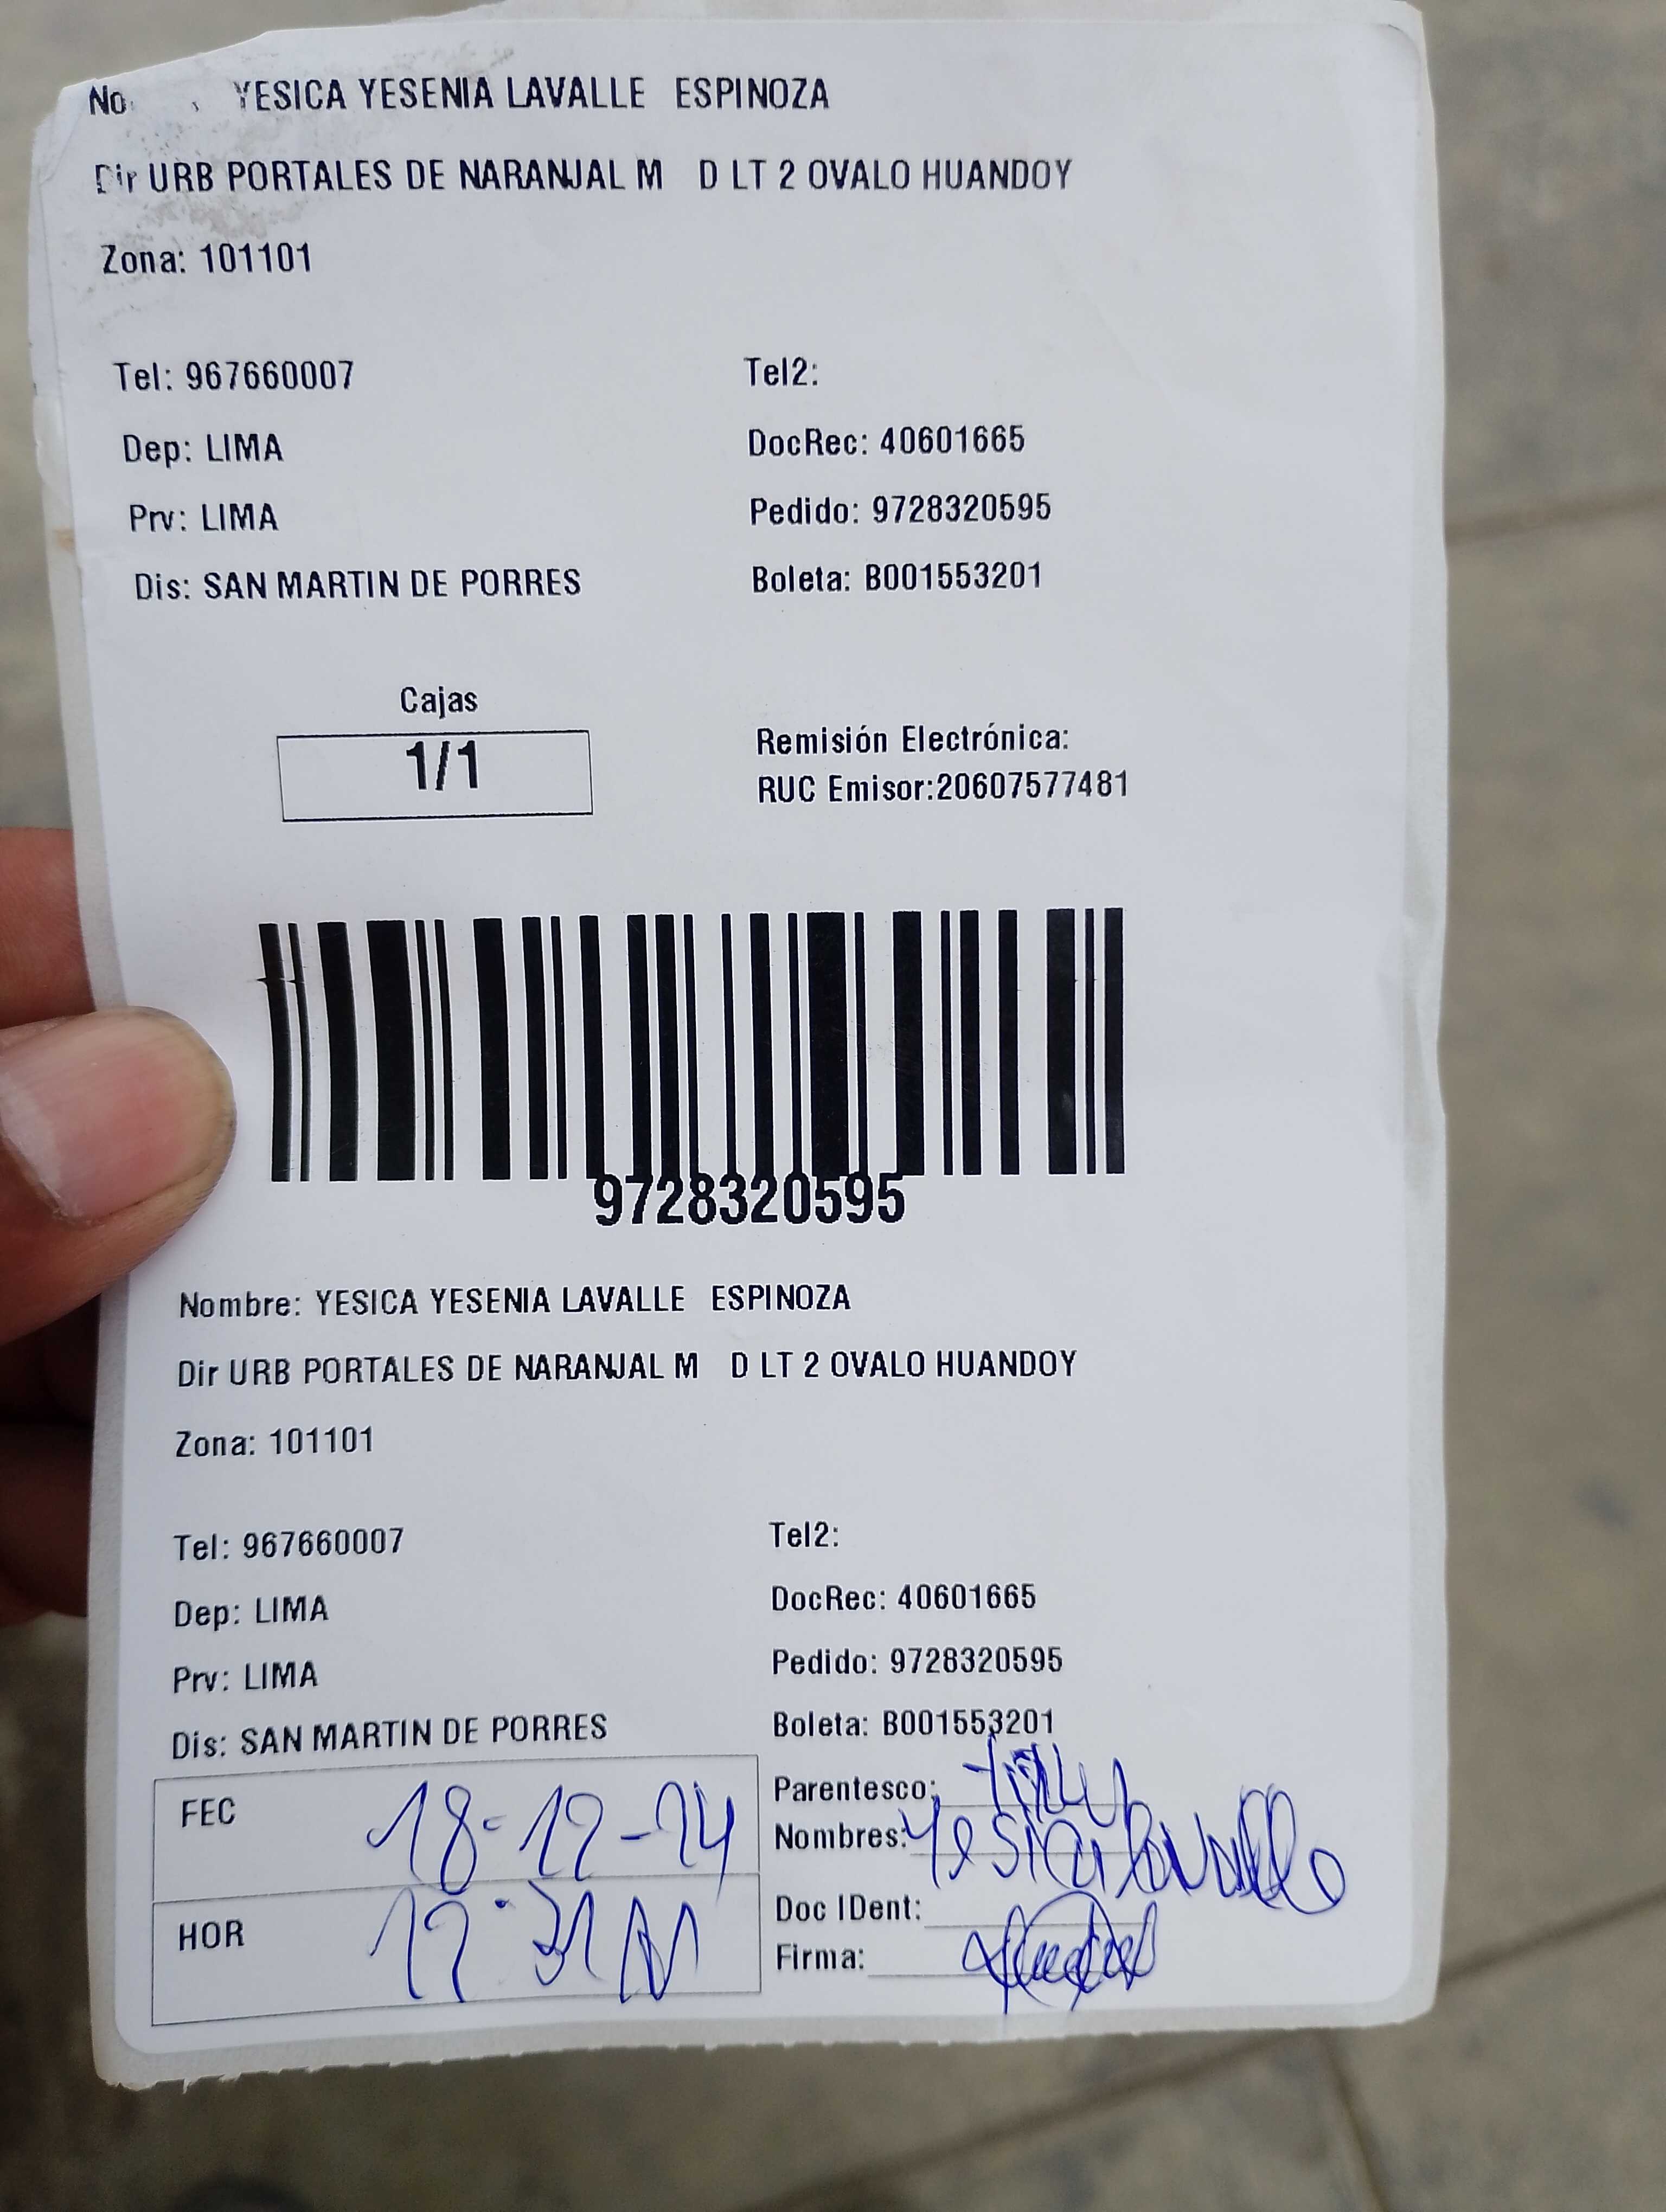 No. YESICA YESENIA LAVALLE ESPINOZA
Dir URB PORTALES DE NARANJAL M D LT 2 OVALO HUANDOY
Zona: 101101
Tel: 967660007 Tel2:
Dep: LIMA DocRec: 40601665
Prv: LIMA Pedido: 9728320595
Dis: SAN MARTIN DE PORRES Boleta: B001553201
Cajas
1/1
Remisión Electrónica:
RUC Emisor:20607577481
9728320595
Nombre: YESICA YESENIA LAVALLE ESPINOZA
Dir URB PORTALES DE NARANJAL M D LT 2 OVALO HUANDOY
Zona: 101101
Tel: 967660007 Tel2:
Dep: LIMA DocRec: 40601665
Prv: LIMA Pedido: 9728320595
Dis: SAN MARTIN DE PORRES Boleta: B001553201
Parentesco:
FEC 18-12-24 Nombres: Yesica Lavalle
Doc IDent:
HOR Firma: